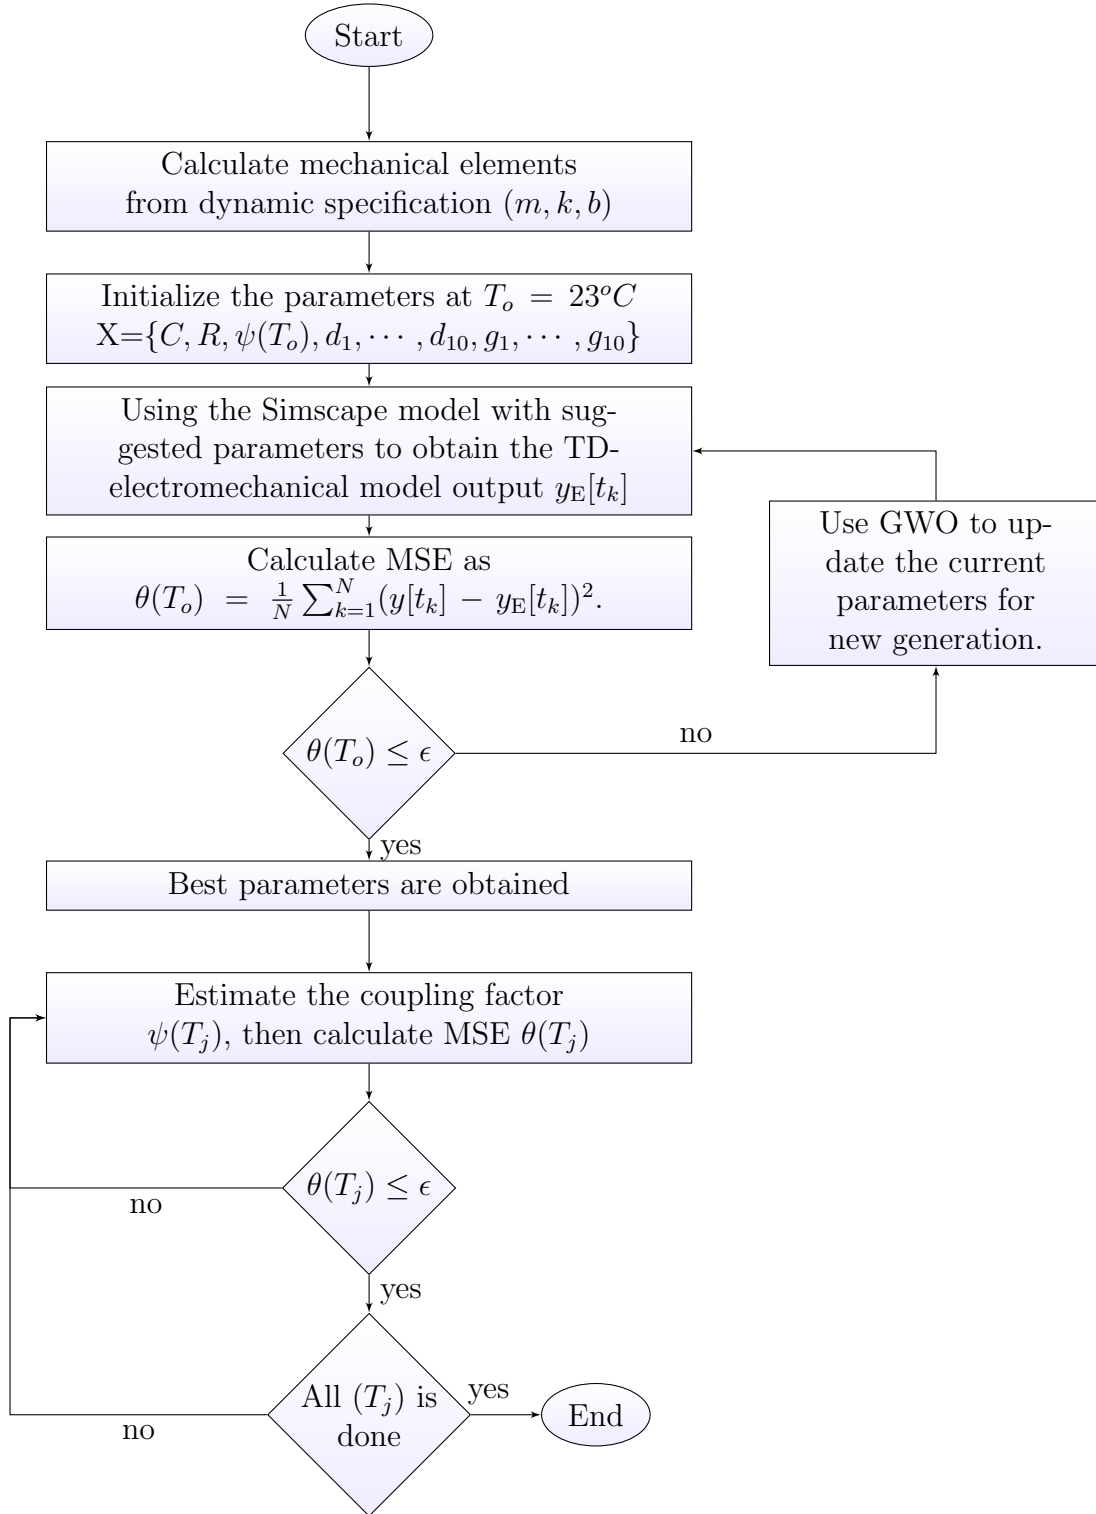 Start
Calculate mechanical elements
from dynamic specification (m, k, b)
Initialize the parameters at T_o = 23^oC
X={C, R, ψ(T_o), d_1, ⋯ , d_10, g_1, ⋯ , g_10}
Using the Simscape model with sug-
gested parameters to obtain the TD-
electromechanical model output y_E[t_k]
Use GWO to up-
date the current
parameters for
new generation.
Calculate MSE as
θ(T_o) = 1/N ∑_{k=1}^{N}(y[t_k] − y_E[t_k])^2.
θ(T_o) ≤ ϵ
no
yes
Best parameters are obtained
Estimate the coupling factor
ψ(T_j), then calculate MSE θ(T_j)
θ(T_j) ≤ ϵ
no
yes
All (T_j) is
done
yes
End
no